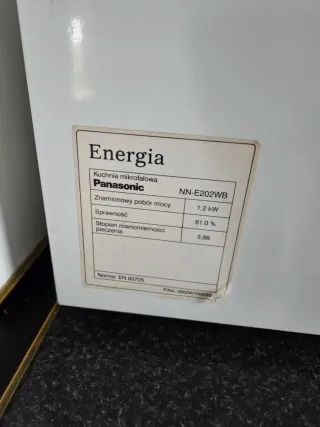 Energia
Kuchnia mikrofalowa
Panasonic NN-E202WB
Znamionowy pobór mocy 1,2 kW
Sprawność 61.0 %
Stopień równomierności
pieczenia 3,98
Norma: EN 60705